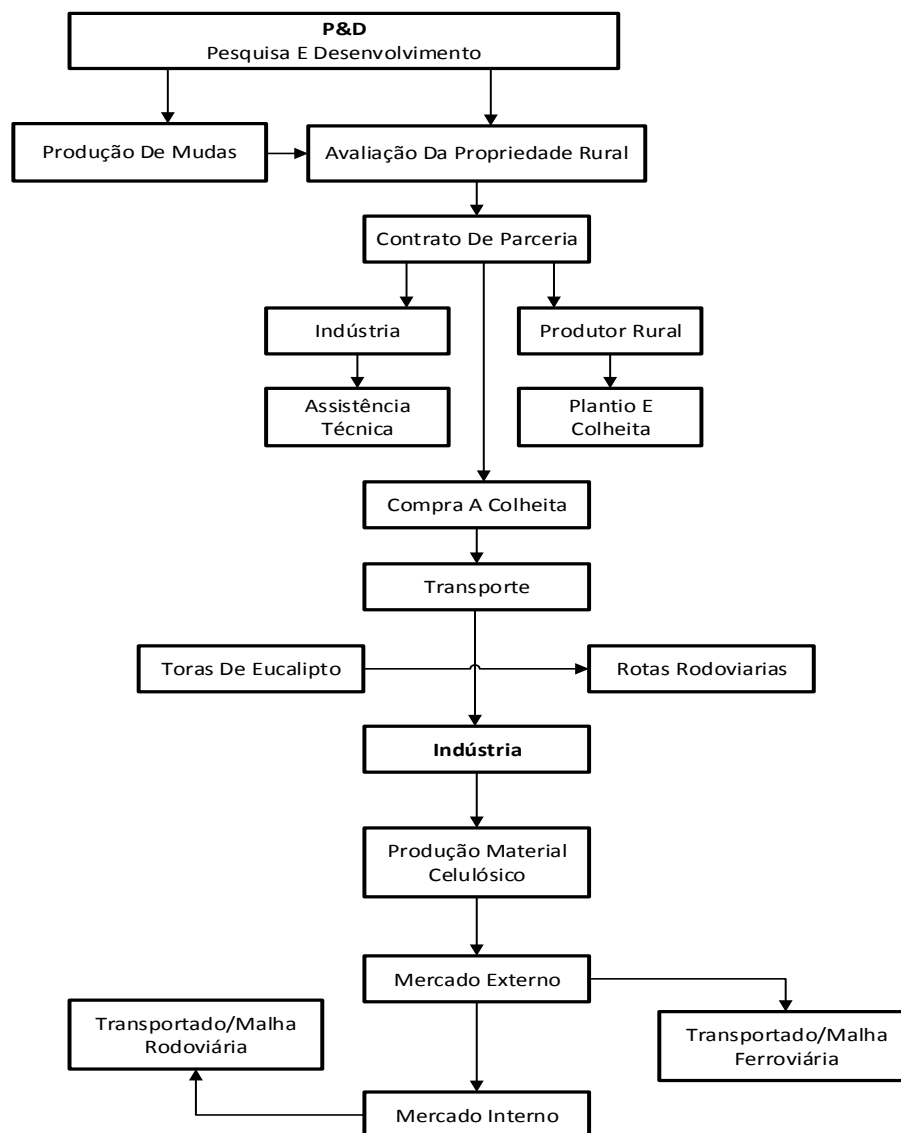 P&D
Pesquisa E Desenvolvimento
Produção De Mudas
Avaliação Da Propriedade Rural
Contrato De Parceria
Indústria
Produtor Rural
Assistência
Técnica
Plantio E
Colheita
Compra A Colheita
Transporte
Toras De Eucalipto
Rotas Rodoviarias
Indústria
Produção Material
Celulósico
Mercado Externo
Transportado/Malha
Rodoviária
Transportado/Malha
Ferroviária
Mercado Interno